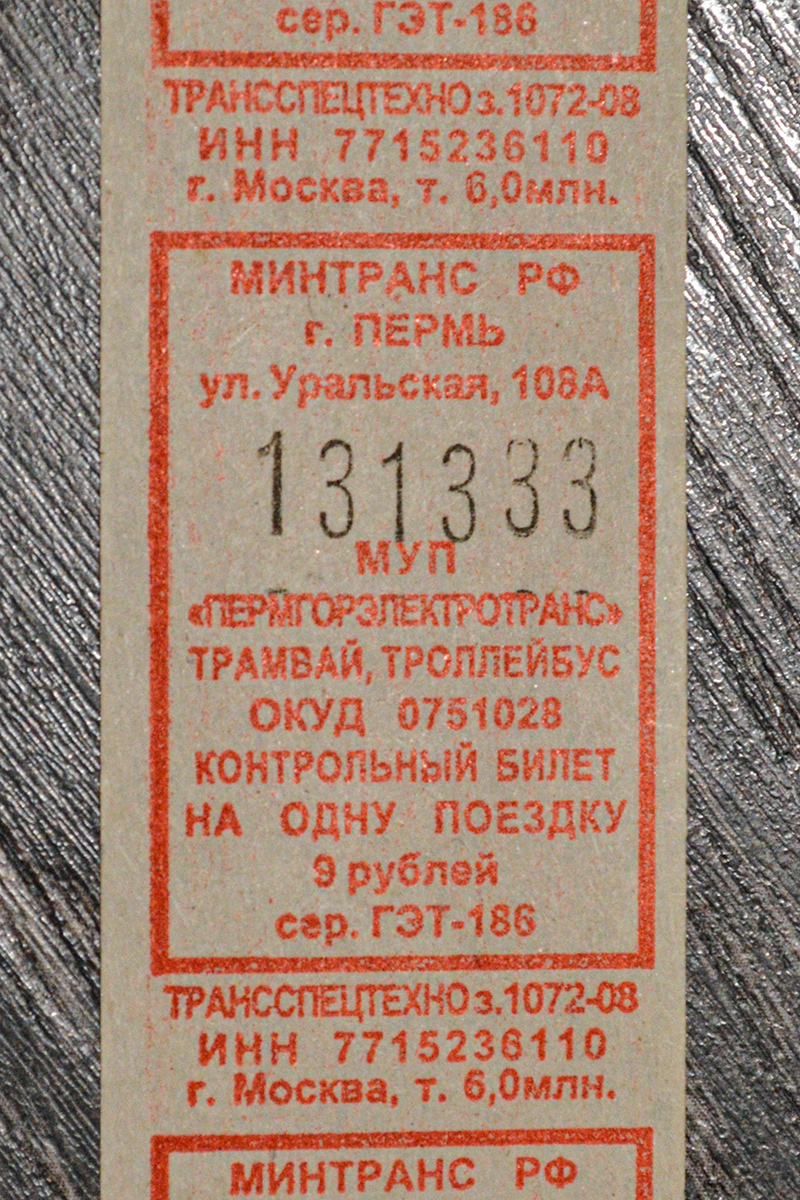 сер. ГЭТ-186
ТРАНССПЕЦТЕХНО з.1072-08
ИНН 7715236110
г. Москва, т. 6,0млн.
МИНТРАНС РФ
г. ПЕРМЬ
ул. Уральская, 108А
131333
МУП
«ПЕРМГОРЭЛЕКТРОТРАНС»
ТРАМВАЙ, ТРОЛЛЕЙБУС
ОКУД 0751028
КОНТРОЛЬНЫЙ БИЛЕТ
НА ОДНУ ПОЕЗДКУ
9 рублей
сер. ГЭТ-186
ТРАНССПЕЦТЕХНО з.1072-08
ИНН 7715236110
г. Москва, т. 6,0млн.
МИНТРАНС РФ